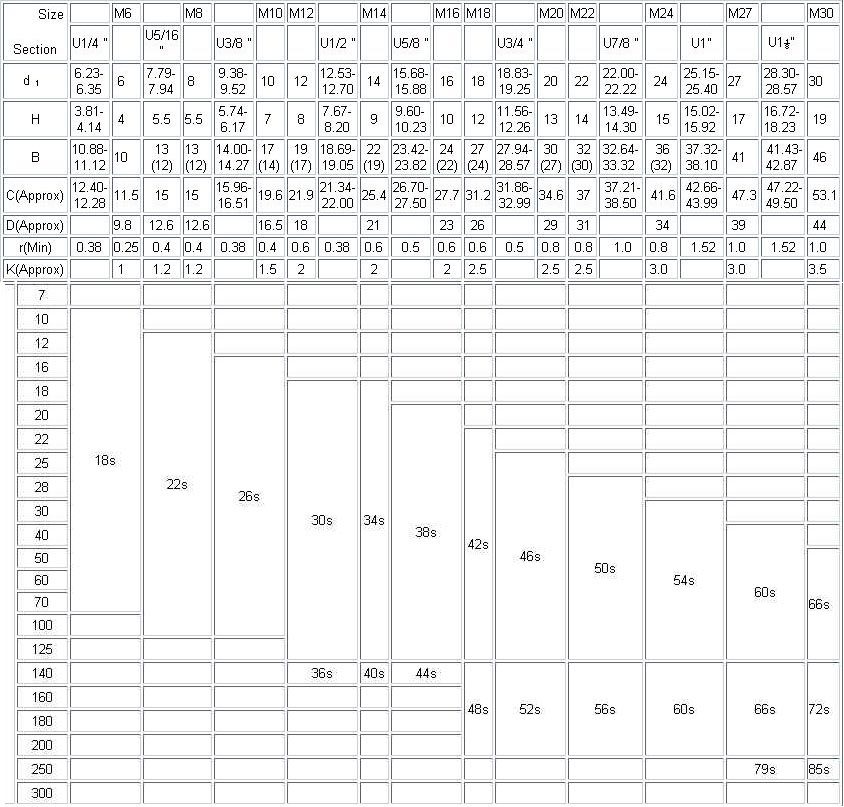 Size M6 M8 M10 M12 M14 M16 M18 M20 M22 M24 M27 M30
Section U1/4 " U5/16 " U3/8 " U1/2 " U5/8 " U3/4 " U7/8 " U1" U1⅛"
d 1 6.23-6.35 6 7.79-7.94 8 9.38-9.52 10 12 12.53-12.70 14 15.68-15.88 16 18 18.83-19.25 20 22 22.00-22.22 24 25.15-25.40 27 28.30-28.57 30
H 3.81-4.14 4 5.5 5.5 5.74-6.17 7 8 7.67-8.20 9 9.60-10.23 10 12 11.56-12.26 13 14 13.49-14.30 15 15.02-15.92 17 16.72-18.23 19
B 10.88-11.12 10 13 (12) 13 (12) 14.00-14.27 17 (14) 19 (17) 18.69-19.05 22 (19) 23.42-23.82 24 (22) 27 (24) 27.94-28.57 30 (27) 32 (30) 32.64-33.32 36 (32) 37.32-38.10 41 41.43-42.87 46
C(Approx) 12.40-12.28 11.5 15 15 15.96-16.51 19.6 21.9 21.34-22.00 25.4 26.70-27.50 27.7 31.2 31.86-32.99 34.6 37 37.21-38.50 41.6 42.66-43.99 47.3 47.22-49.50 53.1
D(Approx) 9.8 12.6 12.6 16.5 18 21 23 26 29 31 34 39 44
r(Min) 0.38 0.25 0.4 0.4 0.38 0.4 0.6 0.38 0.6 0.5 0.6 0.6 0.5 0.8 0.8 1.0 0.8 1.52 1.0 1.52 1.0
K(Approx) 1 1.2 1.2 1.5 2 2 2 2.5 2.5 2.5 3.0 3.0 3.5
7
10
12
16
18
20
22
25
28
30
40
50
60
70
100
125
140
160
180
200
250
300
18s
22s
26s
30s
34s
38s
42s
46s
50s
54s
60s
66s
36s 40s 44s
48s 52s 56s 60s 66s 72s
79s 85s